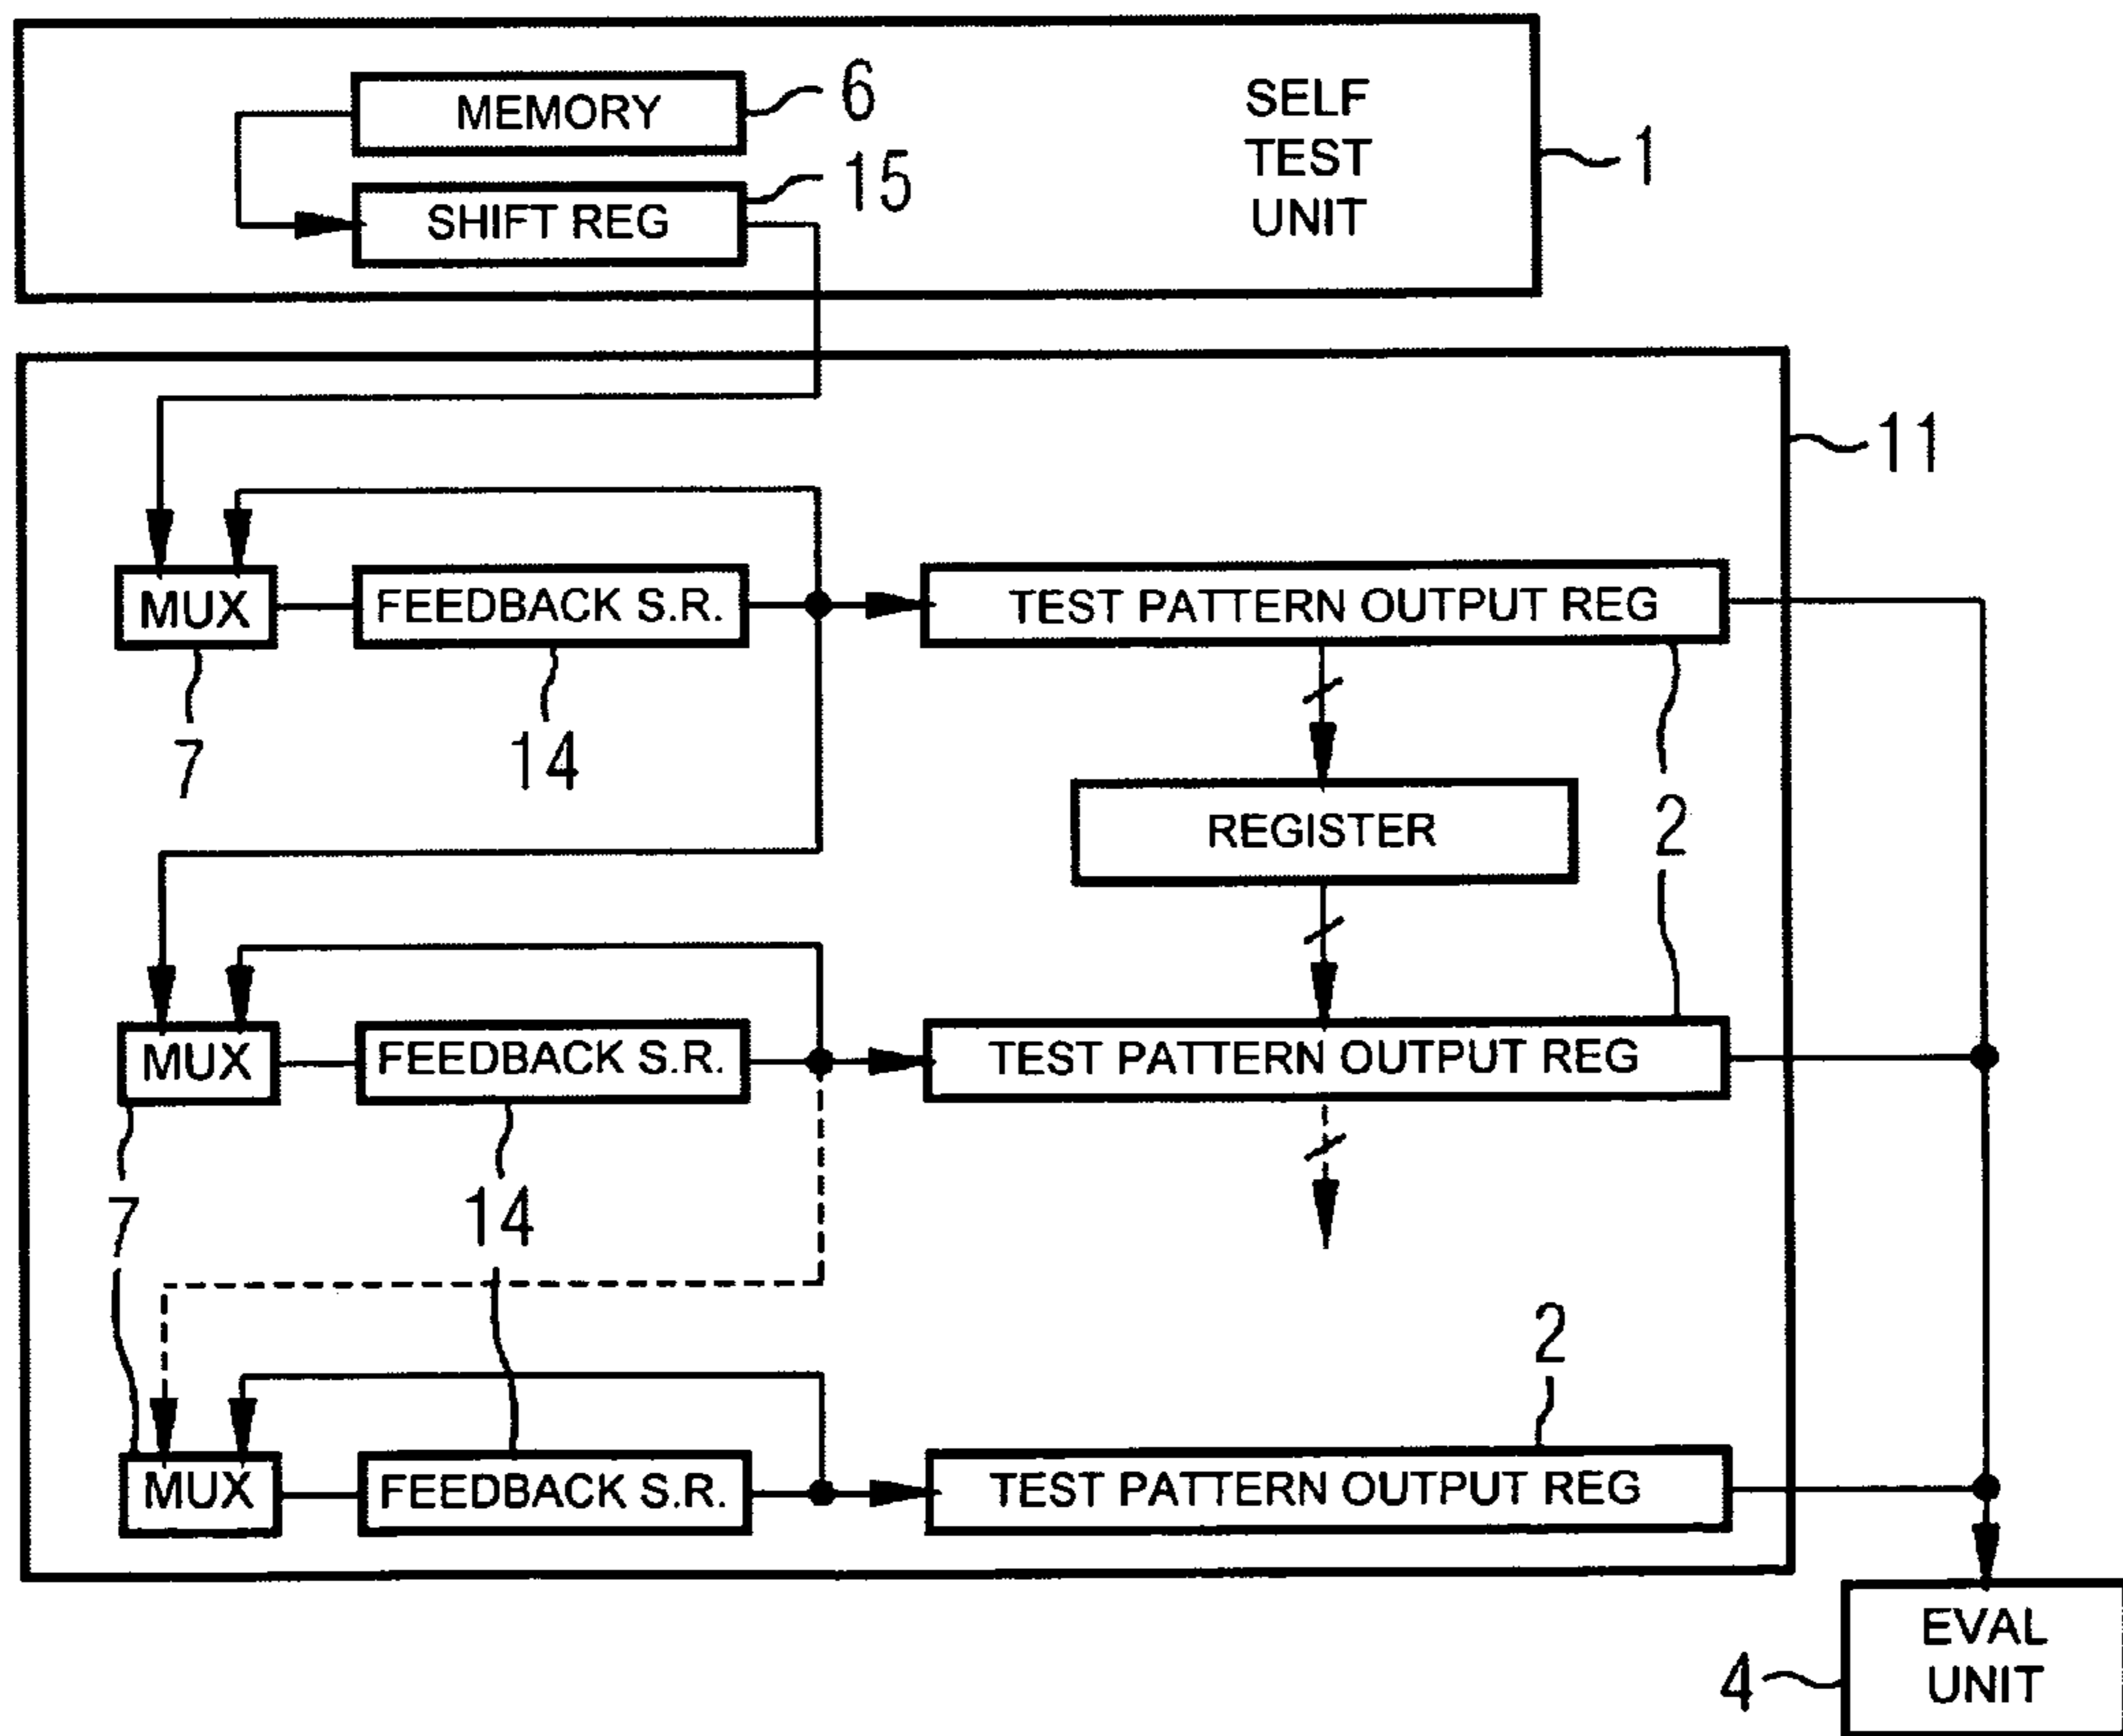 MEMORY
6
SHIFT REG
15
SELF
TEST
UNIT
1
11
MUX
FEEDBACK S.R.
TEST PATTERN OUTPUT REG
7
14
REGISTER
2
MUX
FEEDBACK S.R.
TEST PATTERN OUTPUT REG
7
14
2
MUX
FEEDBACK S.R.
TEST PATTERN OUTPUT REG
EVAL
UNIT
4